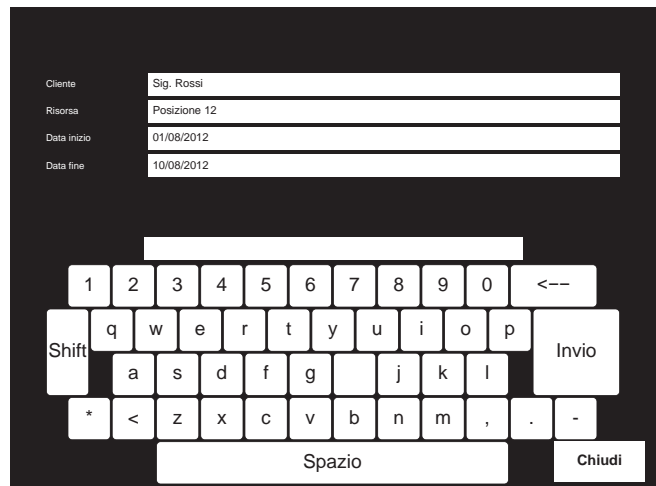 Cliente Sig. Rossi
Risorsa Posizione 12
Data inizio 01/08/2012
Data fine 10/08/2012
1 2 3 4 5 6 7 8 9 0 <--
q w e r t y u i o p
Shift Invio
a s d f g j k l
* < z x c v b n m , . -
Spazio
Chiudi